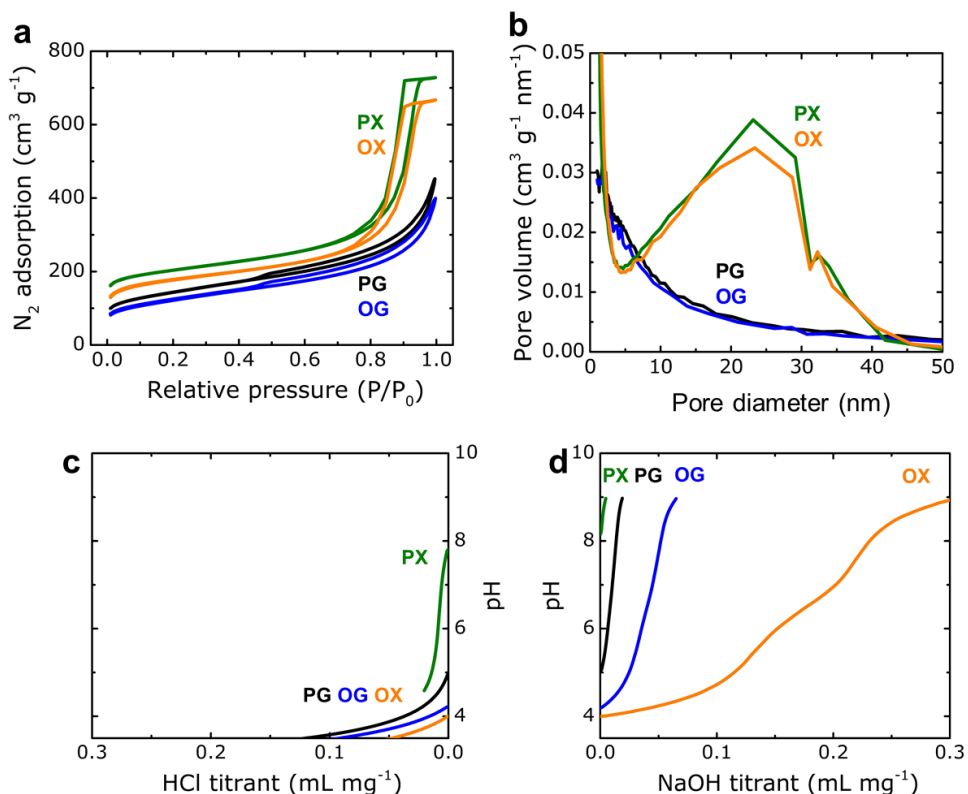 a
800
600
400
200
0
N₂ adsorption (cm³ g⁻¹)
PX
OX
PG
OG
0.0 0.2 0.4 0.6 0.8 1.0
Relative pressure (P/P₀)
b
0.05
0.04
0.03
0.02
0.01
0.00
Pore volume (cm³ g⁻¹ nm⁻¹)
PX
OX
PG
OG
0 10 20 30 40 50
Pore diameter (nm)
c
10
8
6
4
pH
PX
PG OG OX
0.3 0.2 0.1 0.0
HCl titrant (mL mg⁻¹)
d
10
8
6
4
pH
PX PG OG OX
0.0 0.1 0.2 0.3
NaOH titrant (mL mg⁻¹)